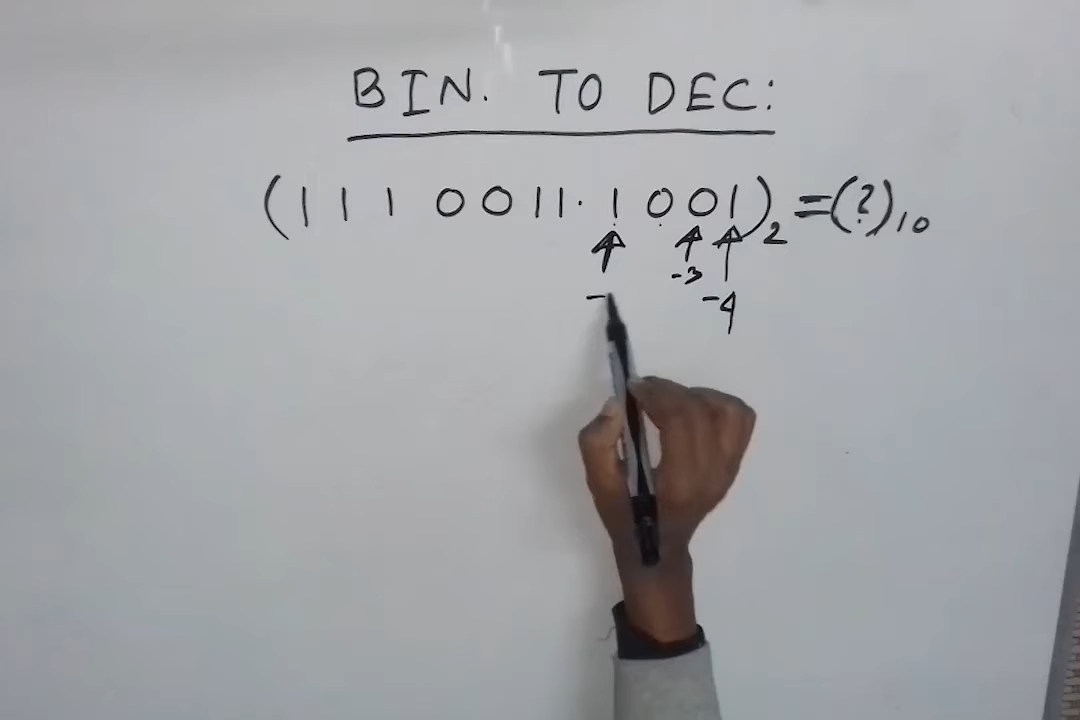 BIN. TO DEC:
(1110011.1001)2=(?)10
-3
- -4